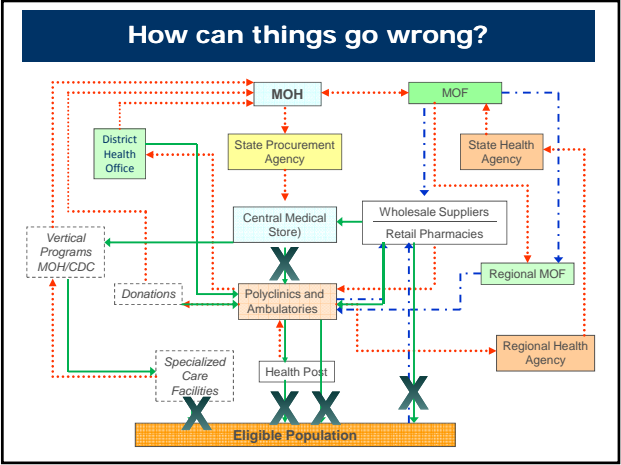 How can things go wrong?
MOH
MOF
District
Health
Office
State Procurement
Agency
State Health
Agency
Central Medical
Store)
Wholesale Suppliers
Retail Pharmacies
Vertical
Programs
MOH/CDC
Donations
Polyclinics and
Ambulatories
Regional MOF
Specialized
Care
Facilities
Health Post
Regional Health
Agency
X
X
X
X
X
Eligible Population